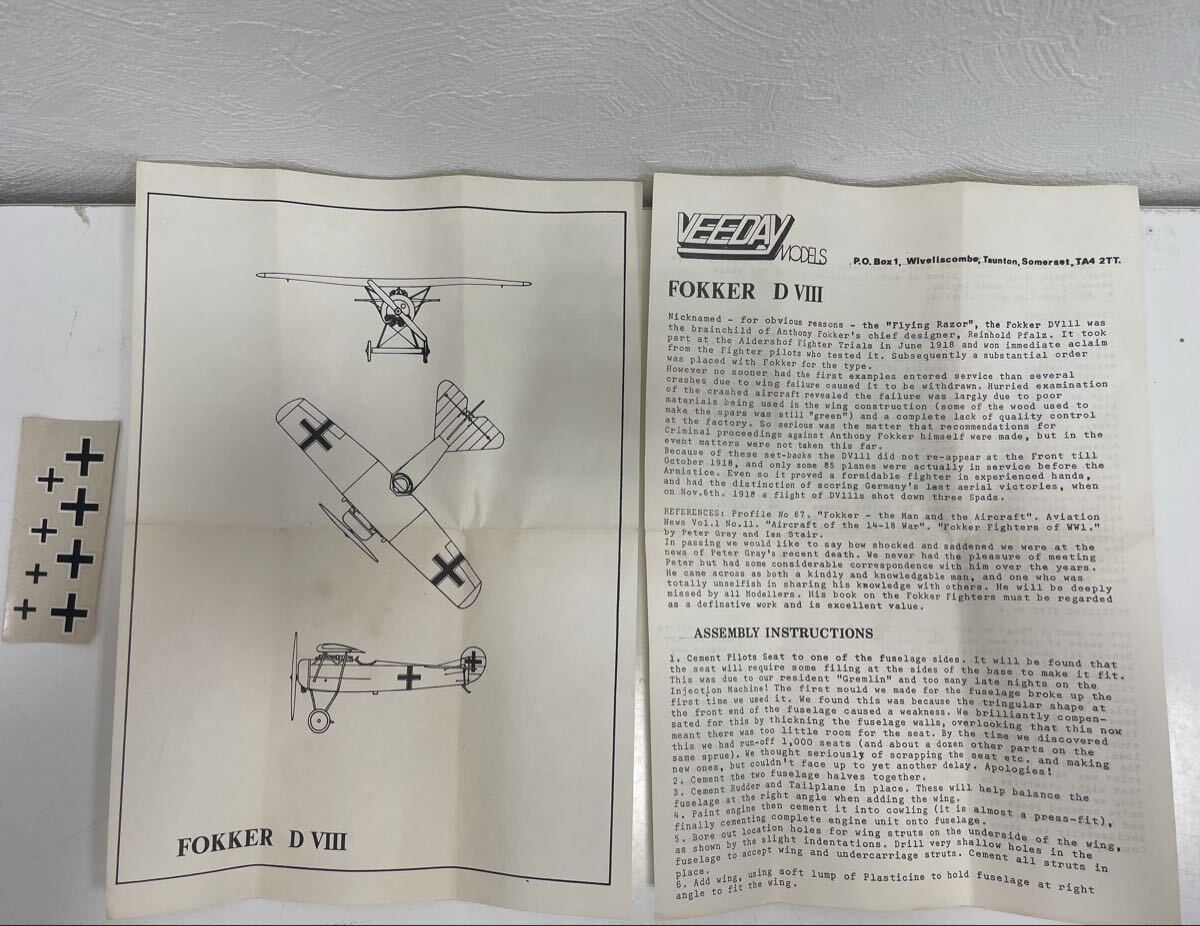 FOKKER D VIII
VEEDAY
MODELS
P.O. Box 1, Wiveliscombe, Taunton, Somerset, TA4 2TT.
FOKKER D VIII
Nicknamed - for obvious reasons - the "Flying Razor", the Fokker DV111 was
the brainchild of Anthony Fokker's chief designer, Reinhold Pfalz. It took
part at the Aldershof Fighter Trials in June 1918 and won immediate aclaim
from the Fighter pilots who tested it. Subsequently a substantial order
was placed with Fokker for the type.
However no sooner had the first examples entered service than several
crashes due to wing failure caused it to be withdrawn. Hurried examination
of the crashed aircraft revealed the failure was largely due to poor
materials being used in the wing construction (some of the wood used to
make the spars was still "green") and a complete lack of quality control
at the factory. So serious was the matter that recommendations for
Criminal proceedings against Anthony Fokker himself were made, but in the
event matters were not taken this far.
Because of these set-backs the DV111 did not re-appear at the Front till
October 1918, and only some 85 planes were actually in service before the
Armistice. Even so it proved a formidable fighter in experienced hands,
and had the distinction of scoring Germany's last aerial victories, when
on Nov.6th. 1918 a flight of DV111s shot down three Spads.
REFERENCES: Profile No 67. "Fokker - the Man and the Aircraft". Aviation
News Vol.1 No.11. "Aircraft of the 14-18 War". "Fokker Fighters of WW1."
by Peter Gray and Ian Stair.
In passing we would like to say how shocked and saddened we were at the
news of Peter Gray's recent death. We never had the pleasure of meeting
Peter but had some considerable correspondence with him over the years.
He came across as both a kindly and knowledgable man, and one who was
totally unselfish in sharing his knowledge with others. He will be deeply
missed by all Modellers. His book on the Fokker Fighters must be regarded
as a definative work and is excellent value.
ASSEMBLY INSTRUCTIONS
1. Cement Pilots Seat to one of the fuselage sides. It will be found that
the seat will require some filing at the sides of the base to make it fit.
This was due to our resident "Gremlin" and too many late nights on the
Injection Machine! The first mould we made for the fuselage broke up the
first time we used it. We found this was because the tringular shape at
the front end of the fuselage caused a weakness. We brilliantly compen-
sated for this by thickning the fuselage walls, overlooking that this now
meant there was too little room for the seat. By the time we discovered
this we had run-off 1,000 seats (and about a dozen other parts on the
same sprue). We thought seriously of scrapping the seat etc. and making
new ones, but couldn't face up to yet another delay. Apologies!
2. Cement the two fuselage halves together.
3. Cement Rudder and Tailplane in place. These will help balance the
fuselage at the right angle when adding the wing.
4. Paint engine then cement it into cowling (it is almost a press-fit),
finally cementing complete engine unit onto fuselage.
5. Bore out location holes for wing struts on the underside of the wing,
as shown by the slight indentations. Drill very shallow holes in the
fuselage to accept wing and undercarriage struts. Cement all struts in
place.
6. Add wing, using soft lump of Plasticine to hold fuselage at right
angle to fit the wing.